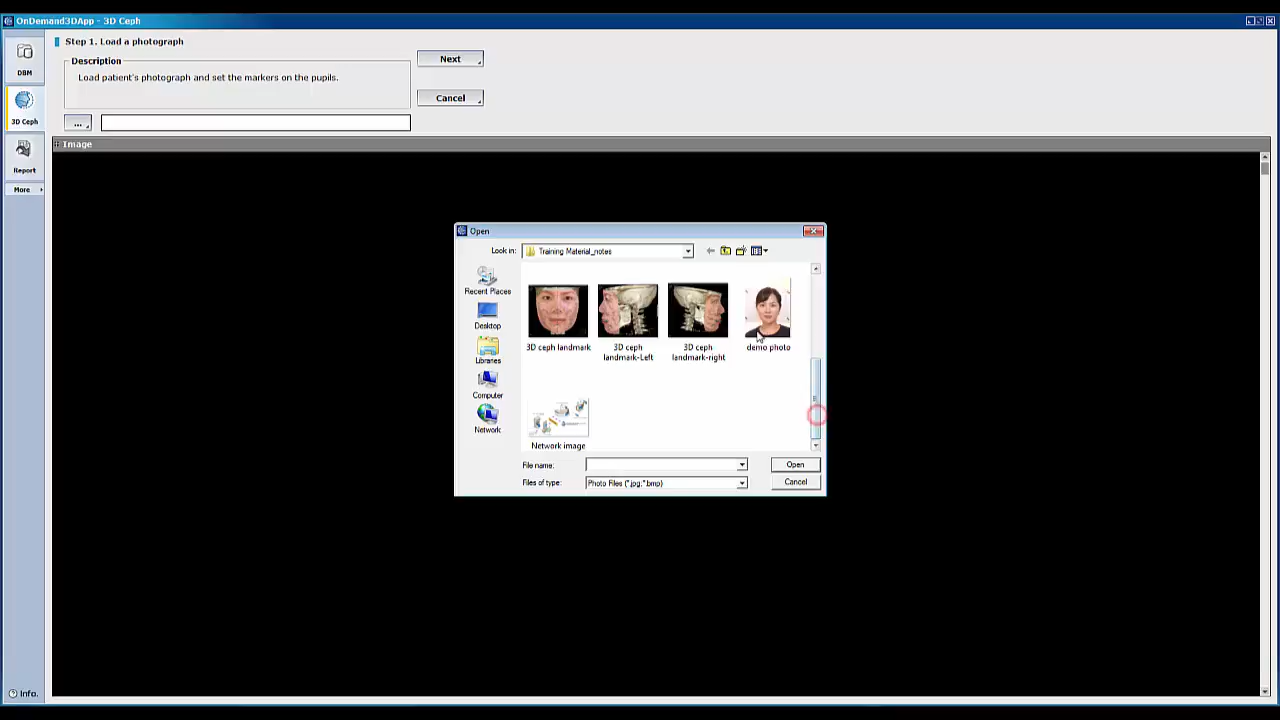 OnDemand3DApp - 3D Ceph
DBM
3D Ceph
Report
More
Info.
Step 1. Load a photograph
Description
Load patient's photograph and set the markers on the pupils.
Next
Cancel
...
Image
Open
Look in:
Training Material_notes
Recent Places
Desktop
Libraries
Computer
Network
3D ceph landmark
3D ceph
landmark-Left
3D ceph
landmark-right
demo photo
Network image
File name:
Open
Files of type:
Photo Files (*.jpg;*.bmp)
Cancel